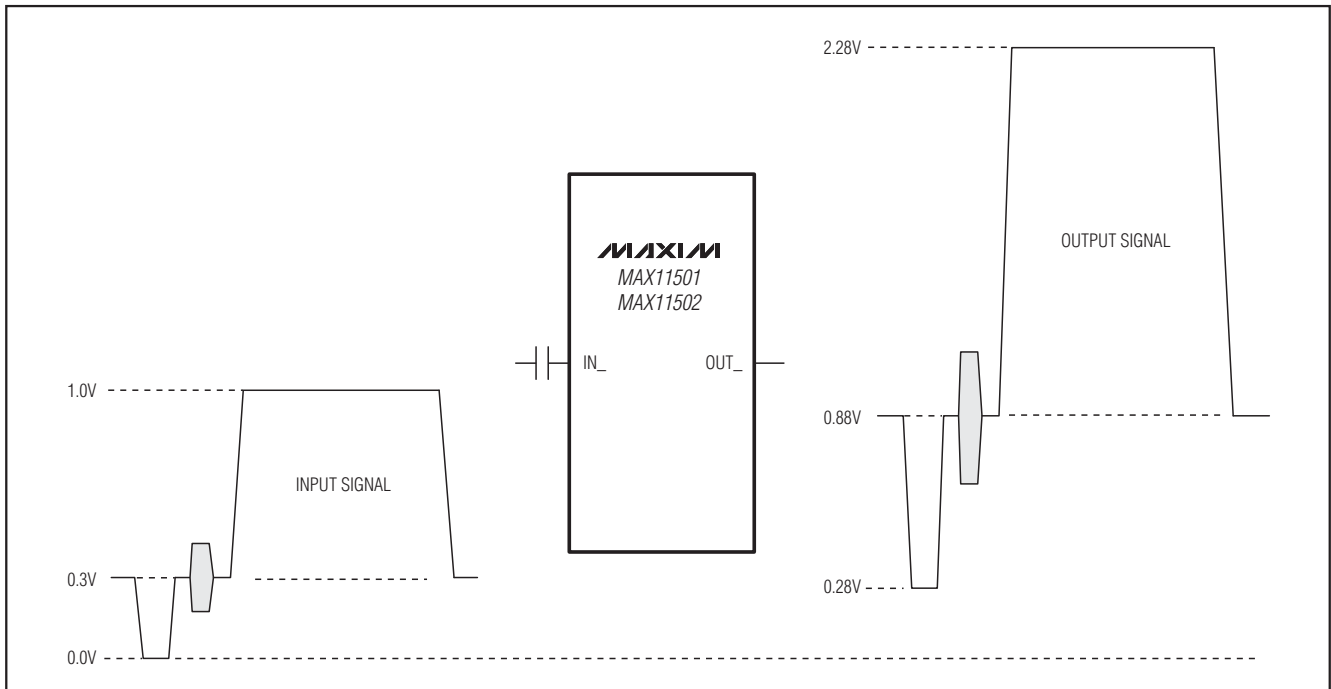 2.28V
MAXIM
MAX11501
MAX11502
OUTPUT SIGNAL
IN_
OUT_
1.0V
0.88V
INPUT SIGNAL
0.3V
0.28V
0.0V